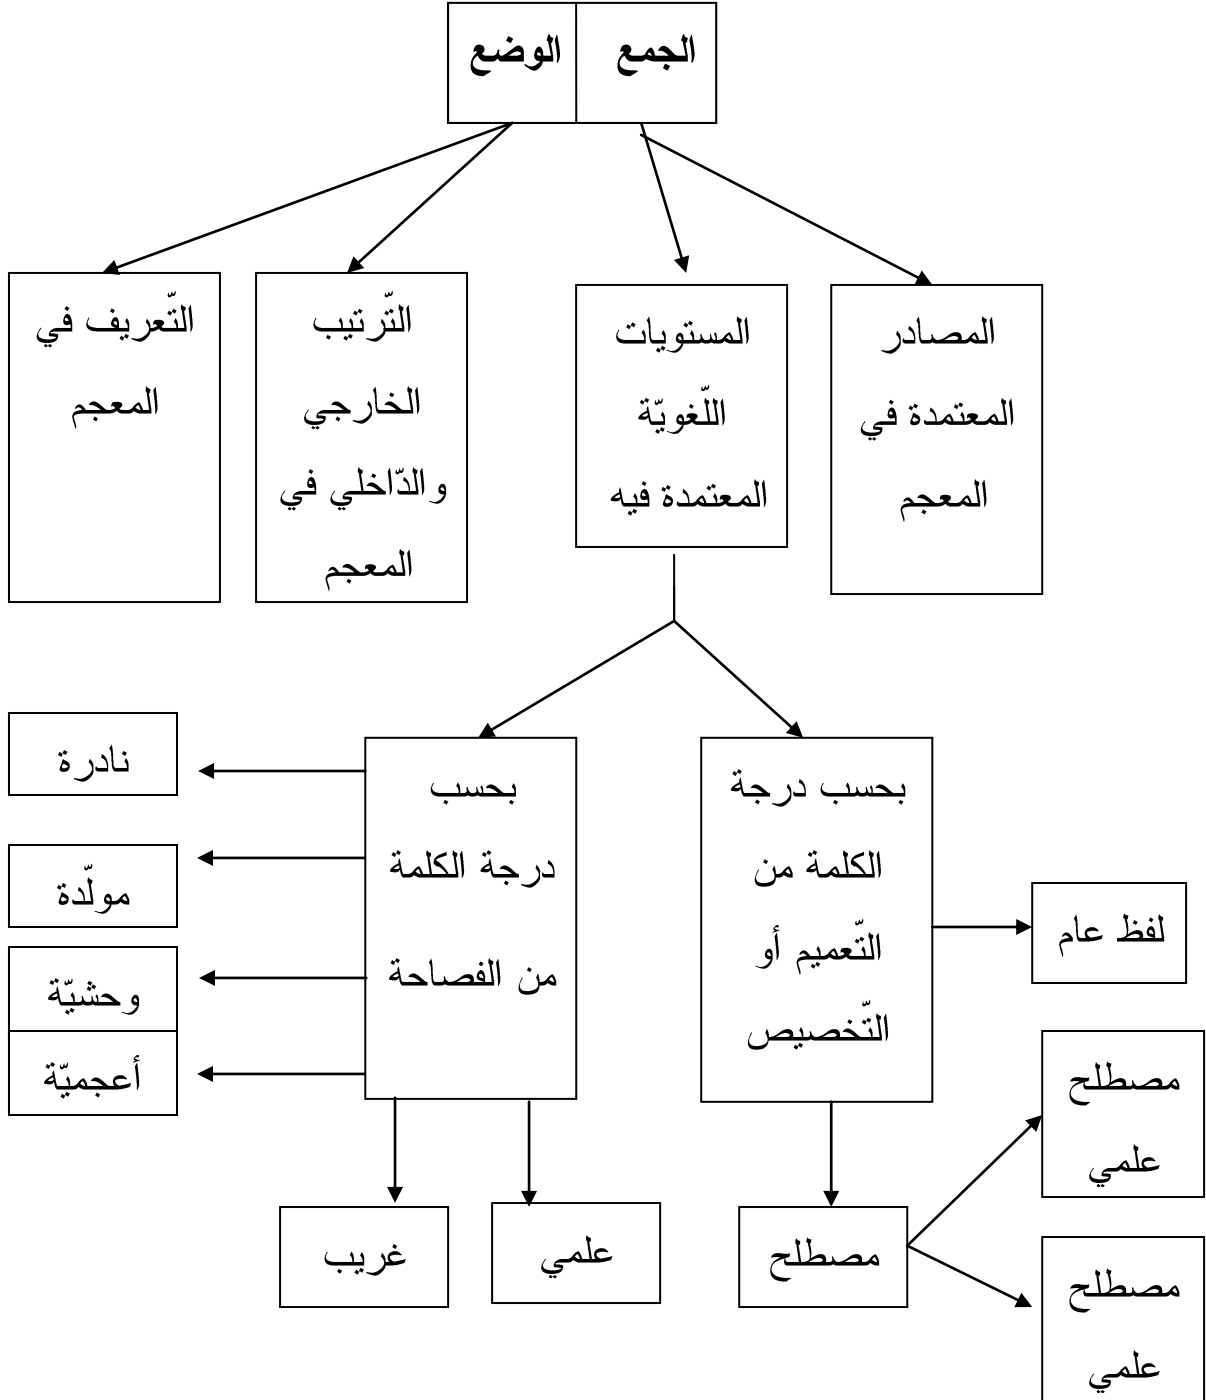 الجمع
الوضع
المصادر
المعتمدة في
المعجم
المستويات
اللّغويّة
المعتمدة فيه
التّرتيب
الخارجي
والدّاخلي في
المعجم
التّعريف في
المعجم
بحسب درجة
الكلمة من
التّعميم أو
التّخصيص
بحسب
درجة الكلمة
من الفصاحة
نادرة
مولّدة
وحشيّة
أعجميّة
لفظ عام
مصطلح
علمي
مصطلح
علمي
غريب
مصطلح
علمي